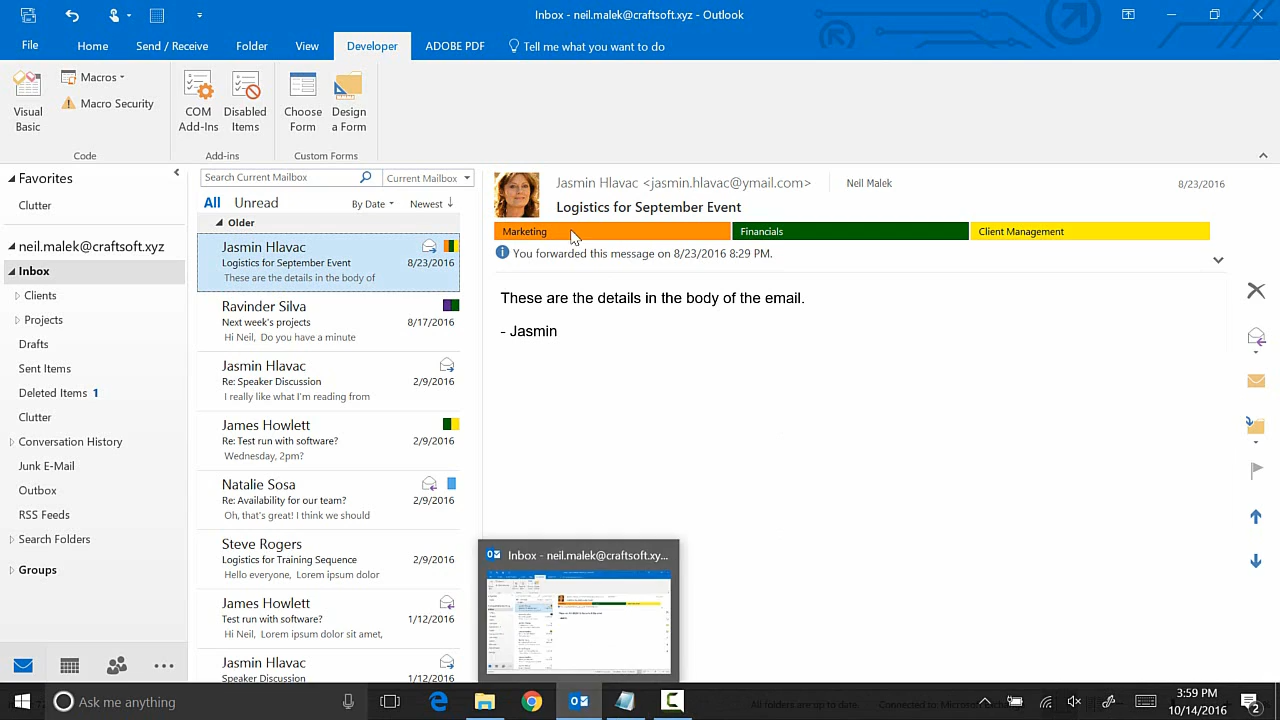 Inbox - neil.malek@craftsoft.xyz - Outlook
File
Home
Send / Receive
Folder
View
Developer
ADOBE PDF
Tell me what you want to do
Visual
Basic
Macros
Macro Security
Code
COM
Add-Ins
Disabled
Items
Add-ins
Choose
Form
Design
a Form
Custom Forms
Favorites
Clutter
neil.malek@craftsoft.xyz
Inbox
Clients
Projects
Drafts
Sent Items
Deleted Items 1
Clutter
Conversation History
Junk E-Mail
Outbox
RSS Feeds
Search Folders
Groups
Search Current Mailbox
Current Mailbox
All
Unread
By Date
Newest
Older
Jasmin Hlavac
Logistics for September Event 8/23/2016
These are the details in the body of
Ravinder Silva
Next week's projects 8/17/2016
Hi Neil, Do you have a minute
Jasmin Hlavac
Re: Speaker Discussion 2/9/2016
I really like what I'm reading from
James Howlett
Re: Test run with software? 2/9/2016
Wednesday, 2pm?
Natalie Sosa
Re: Availability for our team? 2/9/2016
Oh, that's great! I think we should
Steve Rogers
Logistics for Training Sequence 2/9/2016
Hello everyone, Lorem ipsum dolor
James Howlett
Test run with software?
Jasmin Hlavac
Speaker Discussion 1/12/2016
Jasmin Hlavac <jasmin.hlavac@ymail.com>
Neil Malek
8/23/2016
Logistics for September Event
Marketing
Financials
Client Management
You forwarded this message on 8/23/2016 8:29 PM.
These are the details in the body of the email.
- Jasmin
Inbox - neil.malek@craftsoft.xy...
Ask me anything
All folders are up to date.
3:59 PM
10/14/2016
2